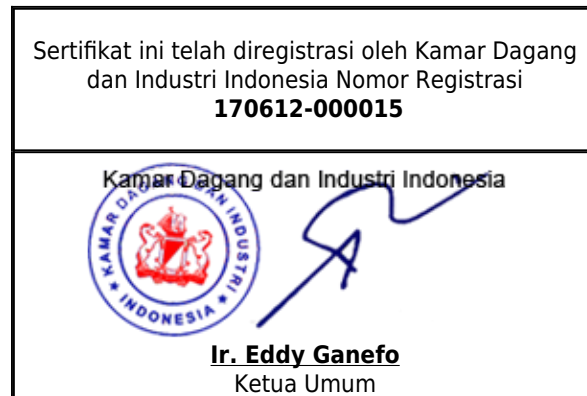 Sertifikat ini telah diregistrasi oleh Kamar Dagang
dan Industri Indonesia Nomor Registrasi
170612-000015
Kamar Dagang dan Industri Indonesia
KAMAR DAGANG DAN INDUSTRI
INDONESIA
Ir. Eddy Ganefo
Ketua Umum